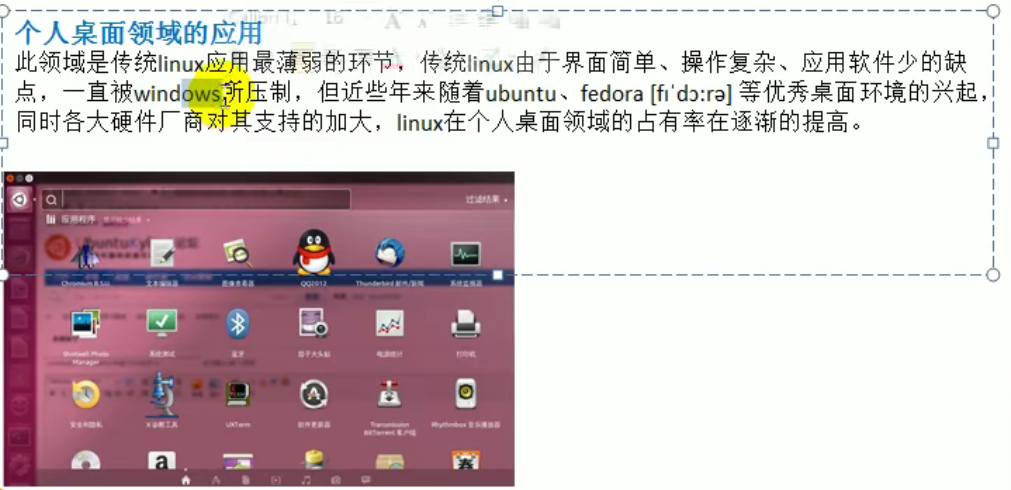 个人桌面领域的应用
此领域是传统linux应用最薄弱的环节，传统linux由于界面简单、操作复杂、应用软件少的缺
点，一直被windows所压制，但近些年来随着ubuntu、fedora [fɪˈdɔ:rə] 等优秀桌面环境的兴起，
同时各大硬件厂商对其支持的加大，linux在个人桌面领域的占有率在逐渐的提高。
过滤结果
应用程序
文本编辑器 图像查看器 QQ2012 Thunderbird 邮件/新闻 系统监视器
Shotwell Photo Manager 系统测试 蓝牙 茄子大头贴 电源统计 打印机
安全和隐私 X 诊断工具 UXTerm 软件更新器 Transmission BitTorrent 客户端 Rhythmbox 音乐播放器